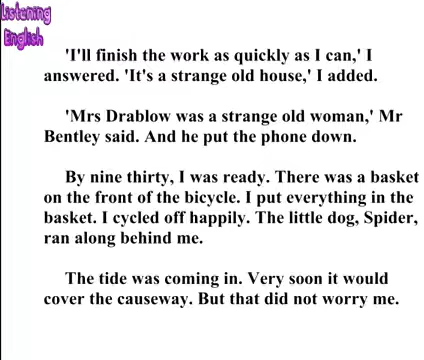 Listening
English
'I'll finish the work as quickly as I can,' I
answered. 'It's a strange old house,' I added.
'Mrs Drablow was a strange old woman,' Mr
Bentley said. And he put the phone down.
By nine thirty, I was ready. There was a basket
on the front of the bicycle. I put everything in the
basket. I cycled off happily. The little dog, Spider,
ran along behind me.
The tide was coming in. Very soon it would
cover the causeway. But that did not worry me.